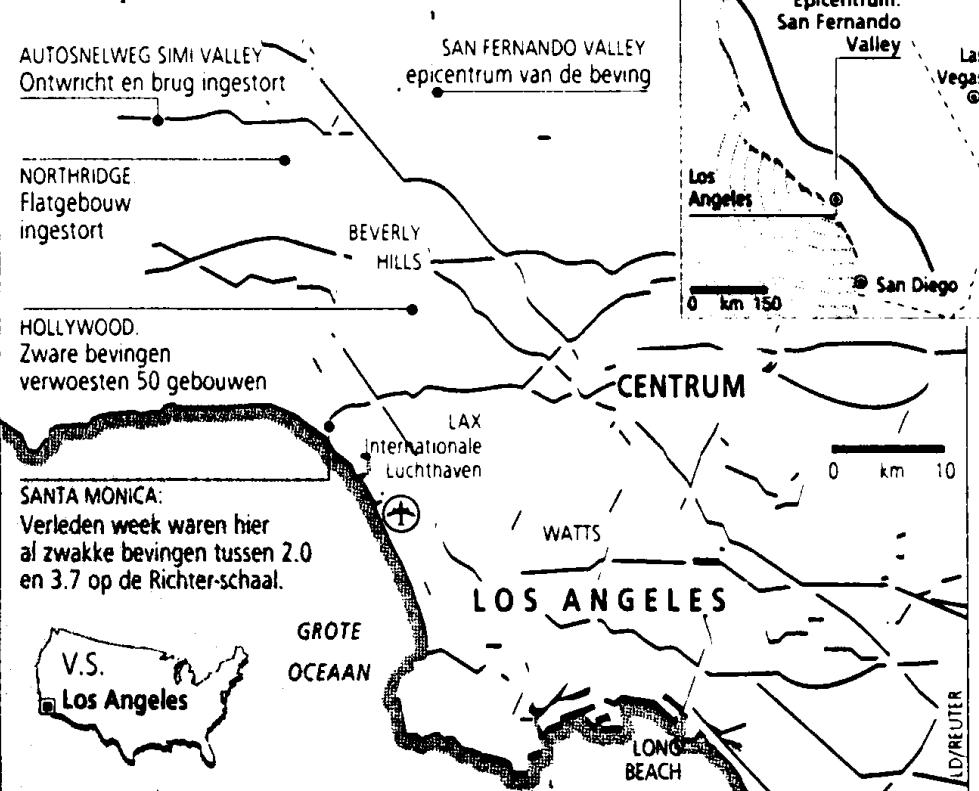 AUTOSNELWEG SIMI VALLEY
Ontwricht en brug ingestort
SAN FERNANDO VALLEY
epicentrum van de beving
Epicentrum:
San Fernando
Valley
Las
Vegas
NORTHRIDGE.
Flatgebouw
ingestort
Los
Angeles
San Diego
0 km 150
BEVERLY
HILLS
HOLLYWOOD.
Zware bevingen
verwoesten 50 gebouwen
CENTRUM
LAX
Internationale
Luchthaven
0 km 10
SANTA MONICA:
Verleden week waren hier
al zwakke bevingen tussen 2.0
en 3.7 op de Richter-schaal.
WATTS
LOS ANGELES
GROTE
OCEAAN
V.S.
Los Angeles
LONG
BEACH
LD/REUTER